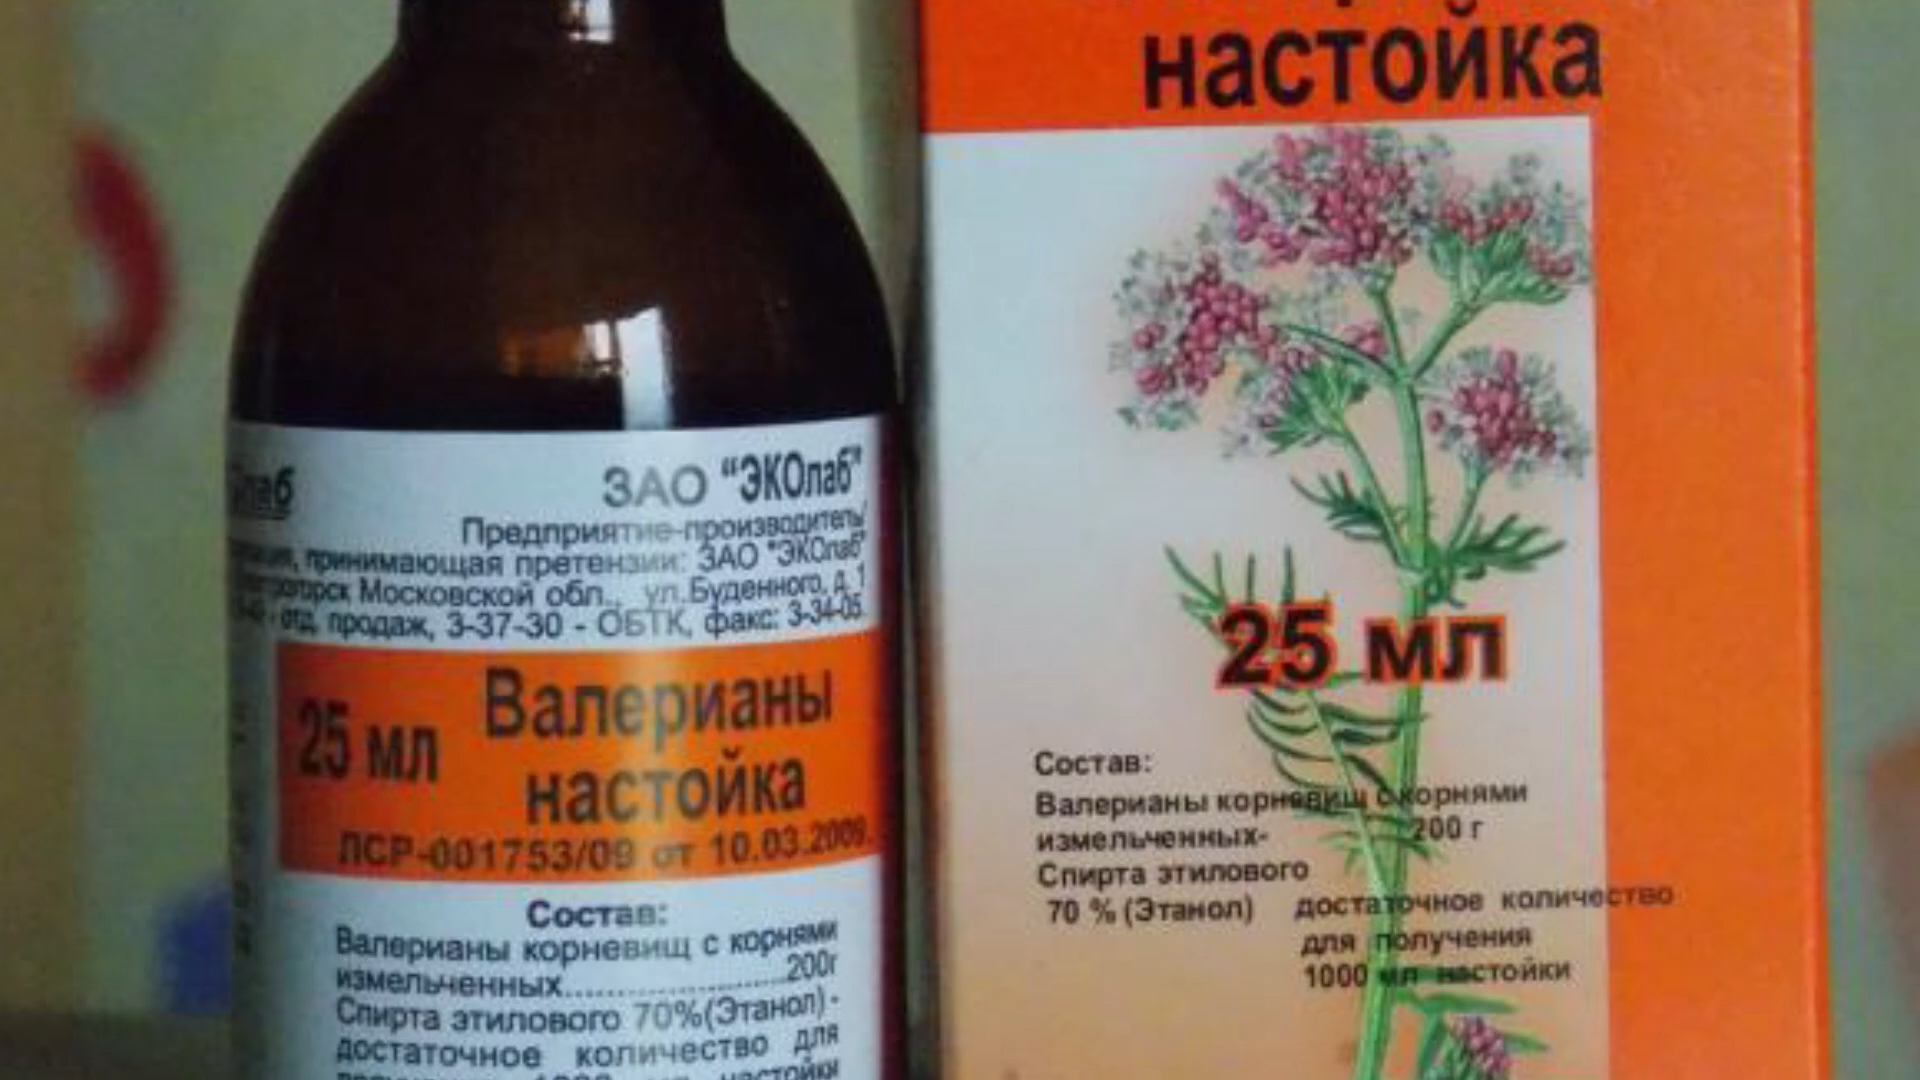 ЗАО "ЭКОлаб"
Предприятие-производитель/
принимающая претензии: ЗАО "ЭКОлаб"
Московской обл., ул.Буденного, д. 1
- отд. продаж, 3-37-30 - ОБТК, факс: 3-34-05.
25 мл
Валерианы
настойка
ЛСР-001753/09 от 10.03.2009.
Состав:
Валерианы корневищ с корнями
измельченных......................200г
Спирта этилового 70%(Этанол) -
достаточное количество для
настойки
настойка
25 мл
Состав:
Валерианы корневищ с корнями
измельченных- 200 г
Спирта этилового
70 % (Этанол) достаточное количество
для получения
1000 мл настойки